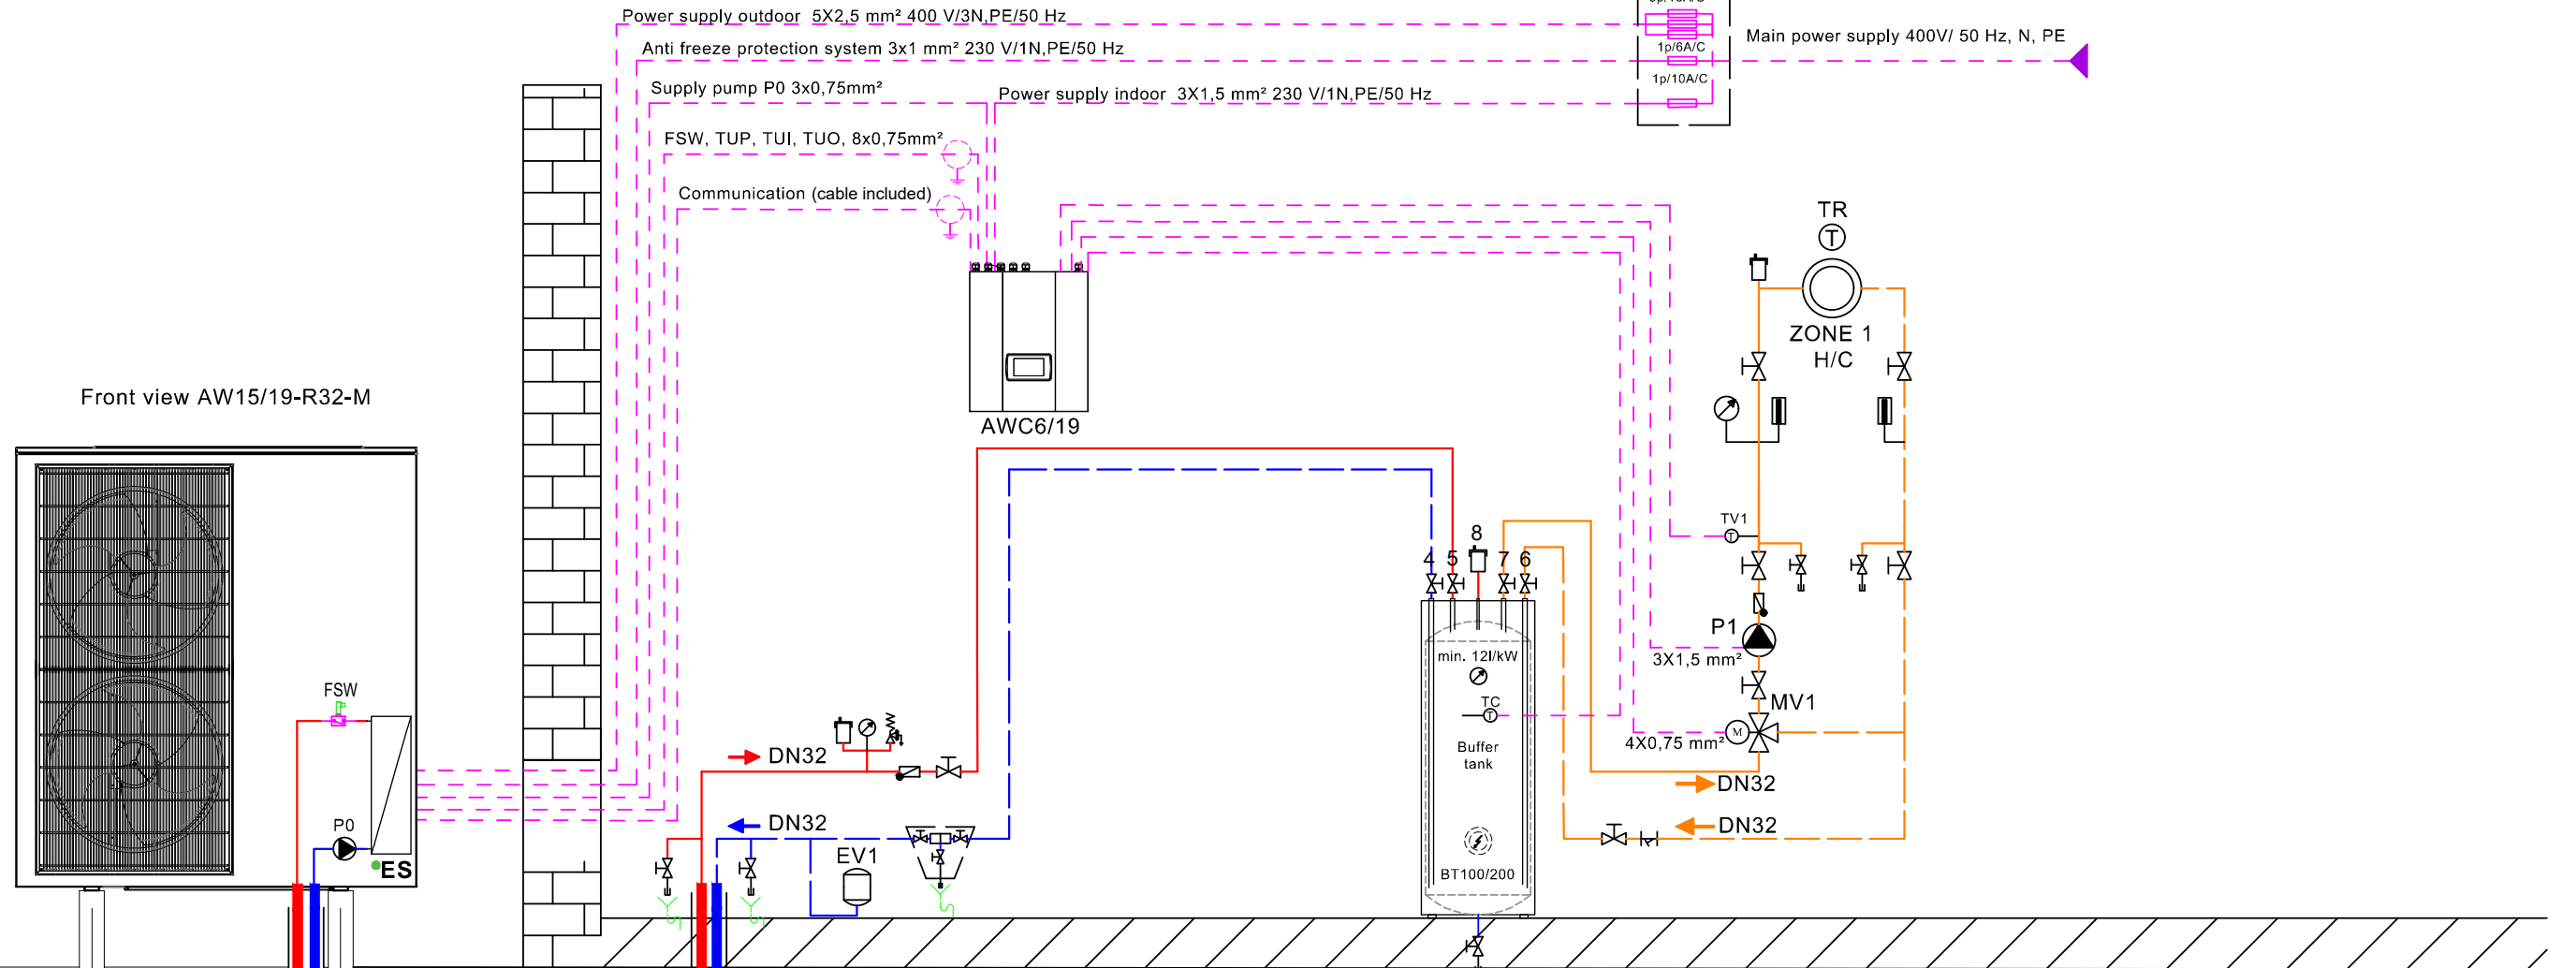 Power supply outdoor 5X2,5 mm² 400 V/3N,PE/50 Hz
Anti freeze protection system 3x1 mm² 230 V/1N,PE/50 Hz
1p/6A/C
Main power supply 400V/ 50 Hz, N, PE
Supply pump P0 3x0,75mm²
Power supply indoor 3X1,5 mm² 230 V/1N,PE/50 Hz
1p/10A/C
FSW, TUP, TUI, TUO, 8x0,75mm²
Communication (cable included)
TR
T
ZONE 1
H/C
Front view AW15/19-R32-M
AWC6/19
TV1
T
8
4 5 7 6
P1
3X1,5 mm²
min. 12l/kW
TC
T
MV1
M
4X0,75 mm²
FSW
DN32
Buffer
tank
DN32
P0
DN32
DN32
EV1
ES
BT100/200